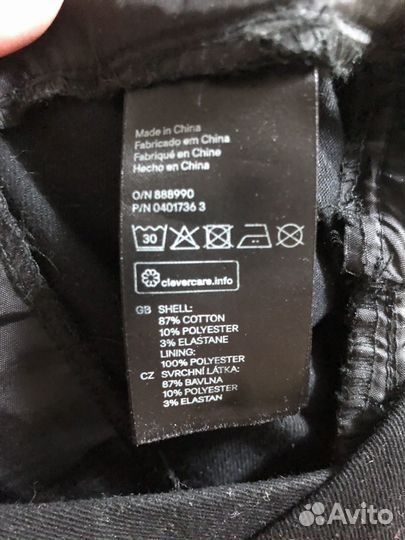 Made in China
Fabricado em China
Fabriqué en Chine
Hecho en China
O/N 888990
P/N 0401736 3
30
clevercare.info
GB SHELL:
87% COTTON
10% POLYESTER
3% ELASTANE
LINING:
100% POLYESTER
CZ SVRCHNÍ LÁTKA:
87% BAVLNA
10% POLYESTER
3% ELASTAN
Avito